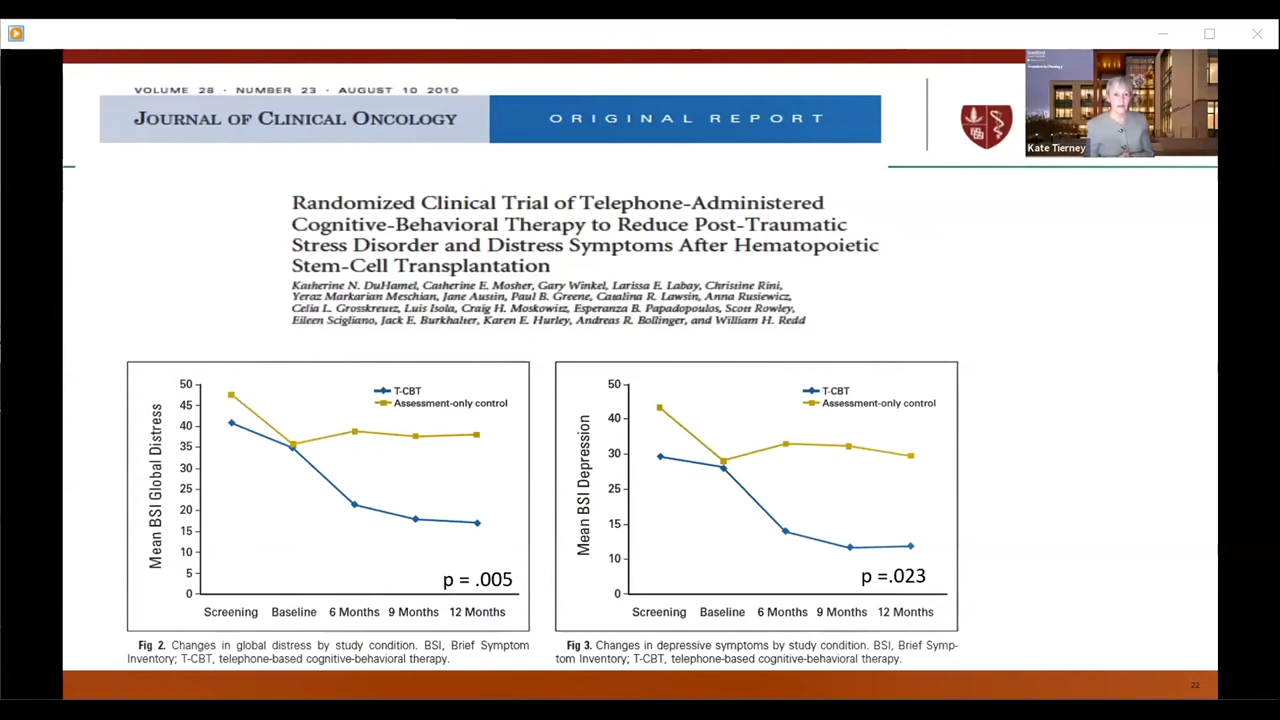 VOLUME 28 · NUMBER 23 · AUGUST 10 2010
JOURNAL OF CLINICAL ONCOLOGY
ORIGINAL REPORT
Kate Tierney
Randomized Clinical Trial of Telephone-Administered
Cognitive-Behavioral Therapy to Reduce Post-Traumatic
Stress Disorder and Distress Symptoms After Hematopoietic
Stem-Cell Transplantation
Katherine N. DuHamel, Catherine E. Mosher, Gary Winkel, Larissa E. Labay, Christine Rini,
Yeraz Markarian Meschian, Jane Austin, Paul B. Greene, Catalina R. Lawsin, Anna Rusiewicz,
Celia L. Grosskreutz, Luis Isola, Craig H. Moskowitz, Esperanza B. Papadopoulos, Scott Rowley,
Eileen Scigliano, Jack E. Burkhalter, Karen E. Hurley, Andreas R. Bollinger, and William H. Redd
Mean BSI Global Distress
50
45
40
35
30
25
20
15
10
5
0
T-CBT
Assessment-only control
p = .005
Screening Baseline 6 Months 9 Months 12 Months
Fig 2. Changes in global distress by study condition. BSI, Brief Symptom
Inventory; T-CBT, telephone-based cognitive-behavioral therapy.
Mean BSI Depression
50
40
30
25
15
10
0
T-CBT
Assessment-only control
p =.023
Screening Baseline 6 Months 9 Months 12 Months
Fig 3. Changes in depressive symptoms by study condition. BSI, Brief Symp-
tom Inventory; T-CBT, telephone-based cognitive-behavioral therapy.
22